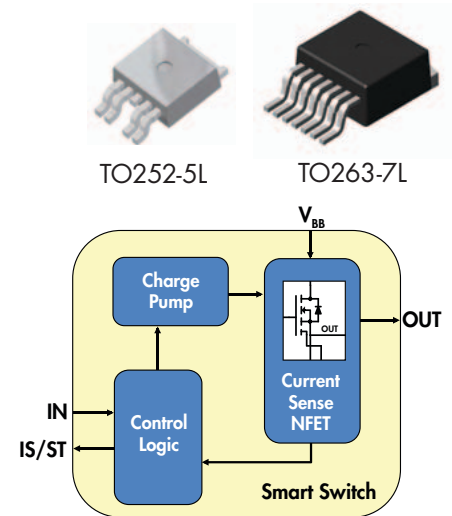 TO252-5L
TO263-7L
VBB
Charge
Pump
OUT
OUT
Current
Sense
NFET
IN
Control
Logic
IS/ST
Smart Switch